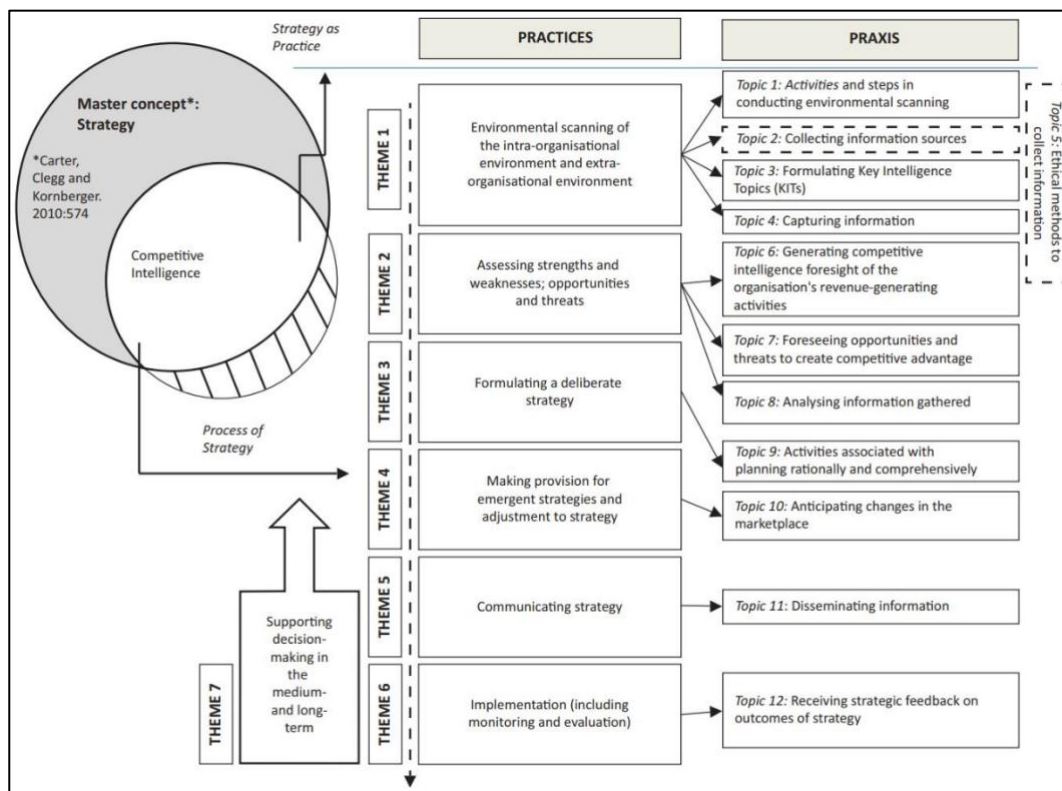 Strategy as
Practice
Master concept*:
Strategy
*Carter,
Clegg and
Kornberger.
2010:574
Competitive
Intelligence
Process of
Strategy
Supporting
decision-
making in
the
medium-
and long-
term
THEME 7
PRACTICES
PRAXIS
THEME 1
Environmental scanning of
the intra-organisational
environment and extra-
organisational environment
Topic 1: Activities and steps in
conducting environmental scanning
Topic 2: Collecting information sources
Topic 3: Formulating Key Intelligence
Topics (KITs)
Topic 4: Capturing information
Topic 5: Ethical methods to
collect information
THEME 2
Assessing strengths and
weaknesses; opportunities
and threats
Topic 6: Generating competitive
intelligence foresight of the
organisation's revenue-generating
activities
Topic 7: Foreseeing opportunities and
threats to create competitive advantage
Topic 8: Analysing information gathered
THEME 3
Formulating a deliberate
strategy
Topic 9: Activities associated with
planning rationally and comprehensively
THEME 4
Making provision for
emergent strategies and
adjustment to strategy
Topic 10: Anticipating changes in the
marketplace
THEME 5
Communicating strategy
Topic 11: Disseminating information
THEME 6
Implementation (including
monitoring and evaluation)
Topic 12: Receiving strategic feedback on
outcomes of strategy